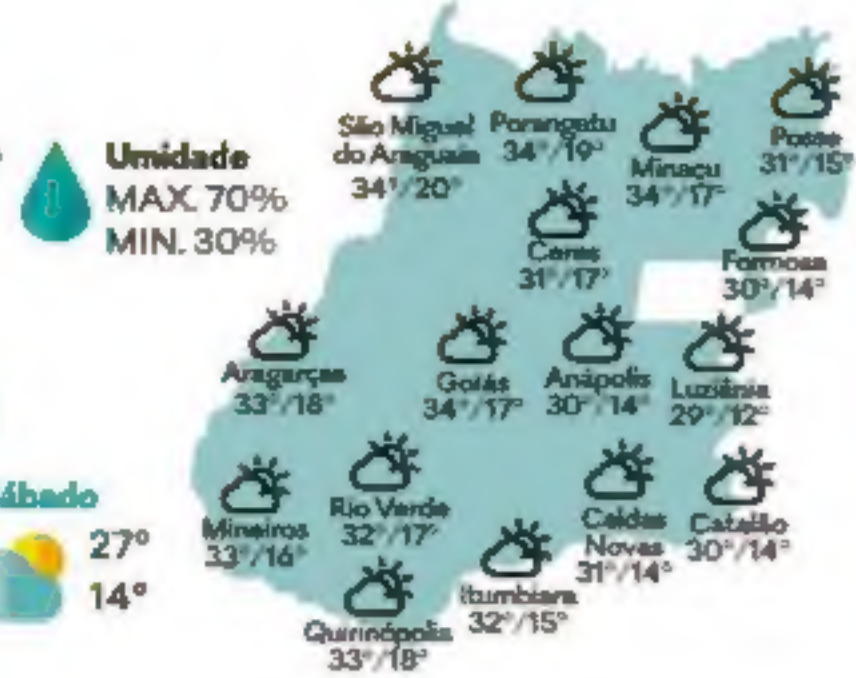 Umidade
MAX. 70%
MIN. 30%
São Miguel
do Araguaia
34°/20°
Porangatu
34°/19°
Minaçu
34°/17°
Posse
31°/15°
Ceres
31°/17°
Formosa
30°/14°
Aragarças
33°/18°
Goiás
34°/17°
Anápolis
30°/14°
Luziânia
29°/12°
ábado
27°
14°
Mineiros
33°/16°
Rio Verde
32°/17°
Caldas
Novas
31°/14°
Catalão
30°/14°
Itumbiara
32°/15°
Quirinópolis
33°/18°